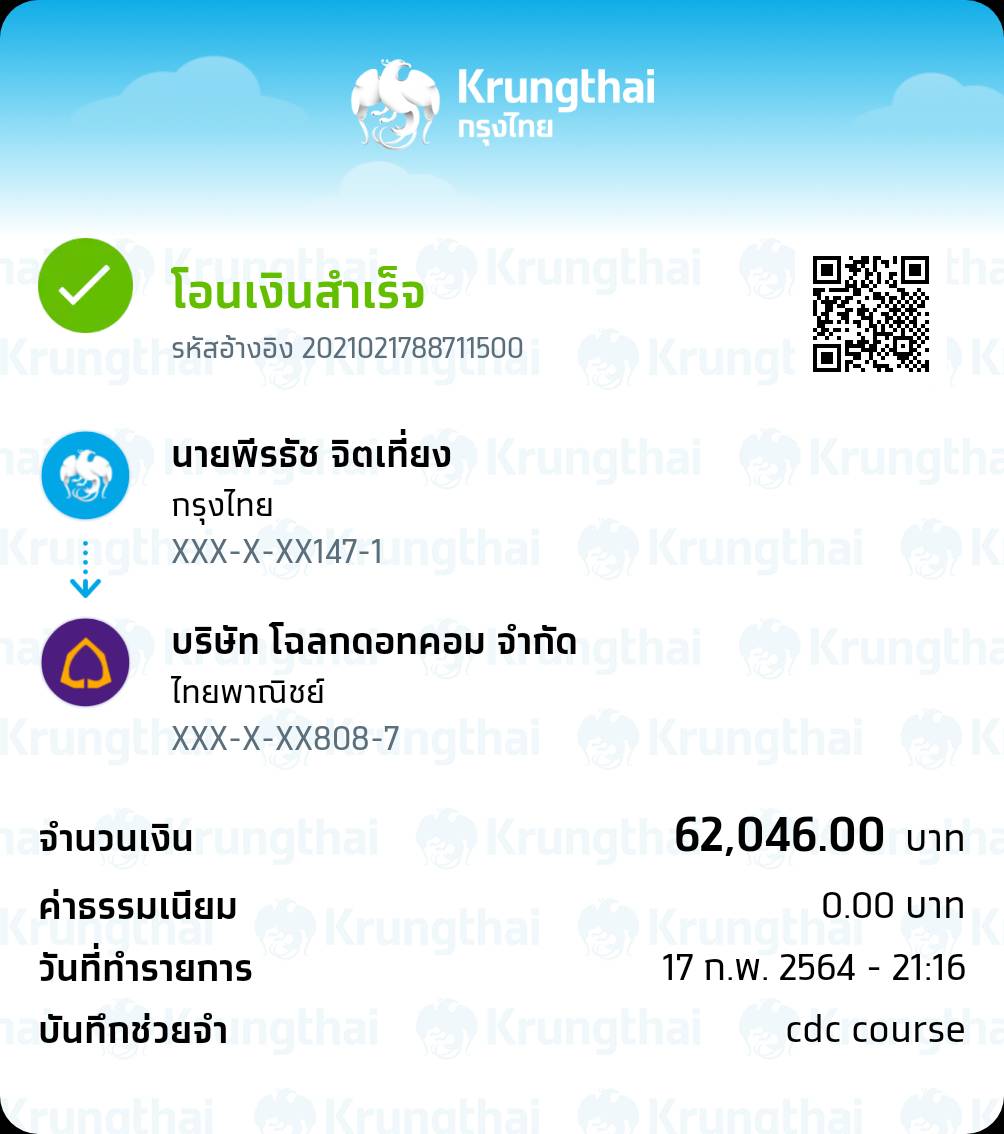 Krungthai
กรุงไทย
โอนเงินสำเร็จ
รหัสอ้างอิง 2021021788711500
นายพีรธัช จิตเที่ยง
กรุงไทย
XXX-X-XX147-1
บริษัท โฉลกดอทคอม จำกัด
ไทยพาณิชย์
XXX-X-XX808-7
จำนวนเงิน 62,046.00 บาท
ค่าธรรมเนียม 0.00 บาท
วันที่ทำรายการ 17 ก.พ. 2564 - 21:16
บันทึกช่วยจำ cdc course